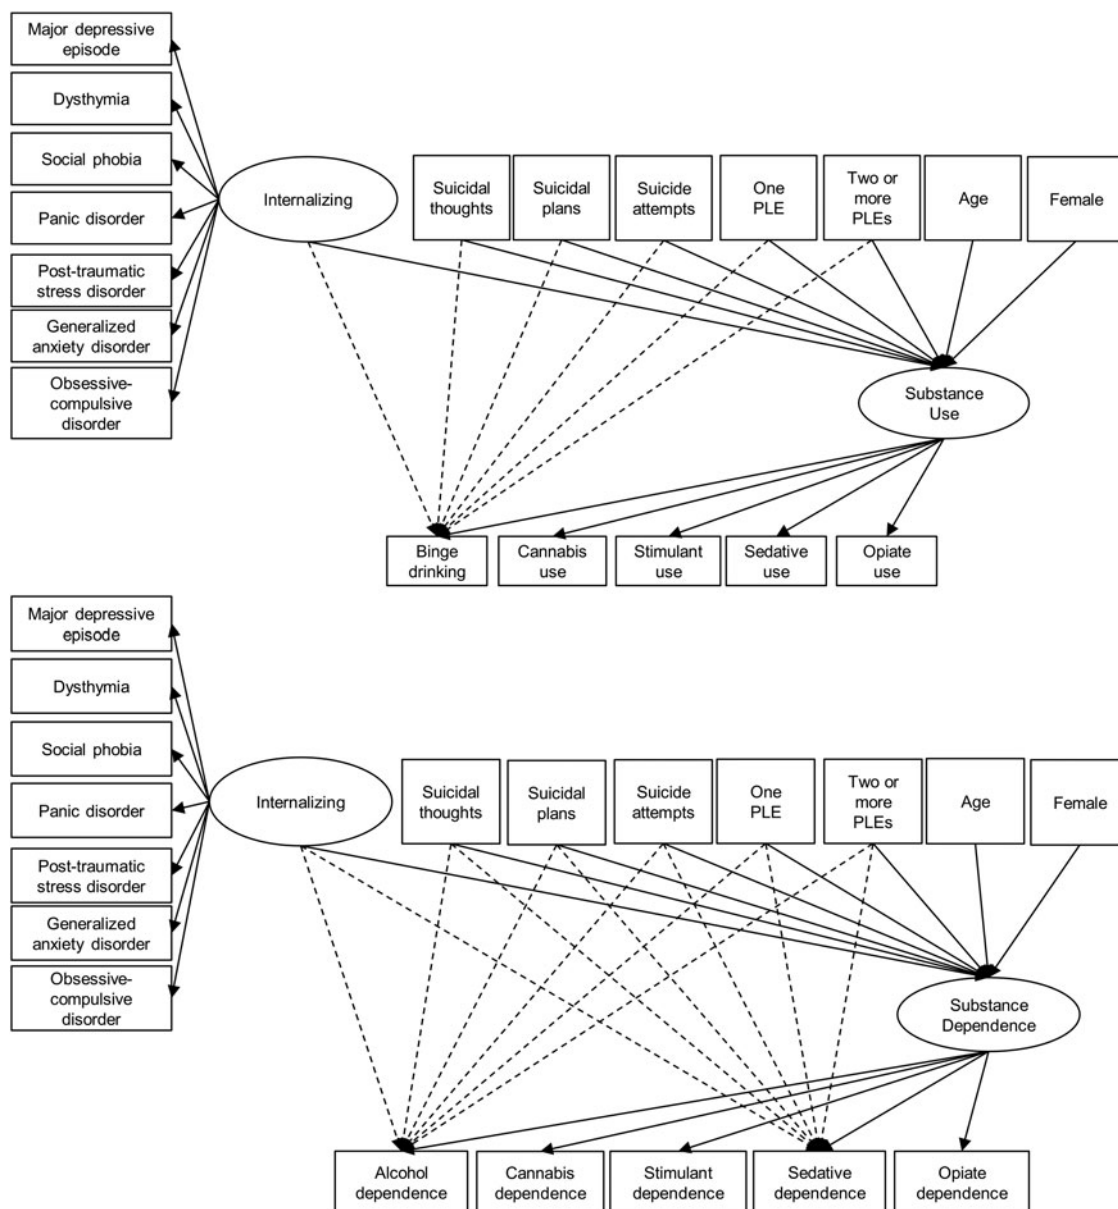 Major depressive
episode
Dysthymia
Social phobia
Panic disorder
Post-traumatic
stress disorder
Generalized
anxiety disorder
Obsessive-
compulsive
disorder
Internalizing
Suicidal
thoughts
Suicidal
plans
Suicide
attempts
One
PLE
Two or
more
PLEs
Age
Female
Substance
Use
Binge
drinking
Cannabis
use
Stimulant
use
Sedative
use
Opiate
use
Major depressive
episode
Dysthymia
Social phobia
Panic disorder
Post-traumatic
stress disorder
Generalized
anxiety disorder
Obsessive-
compulsive
disorder
Internalizing
Suicidal
thoughts
Suicidal
plans
Suicide
attempts
One
PLE
Two or
more
PLEs
Age
Female
Substance
Dependence
Alcohol
dependence
Cannabis
dependence
Stimulant
dependence
Sedative
dependence
Opiate
dependence